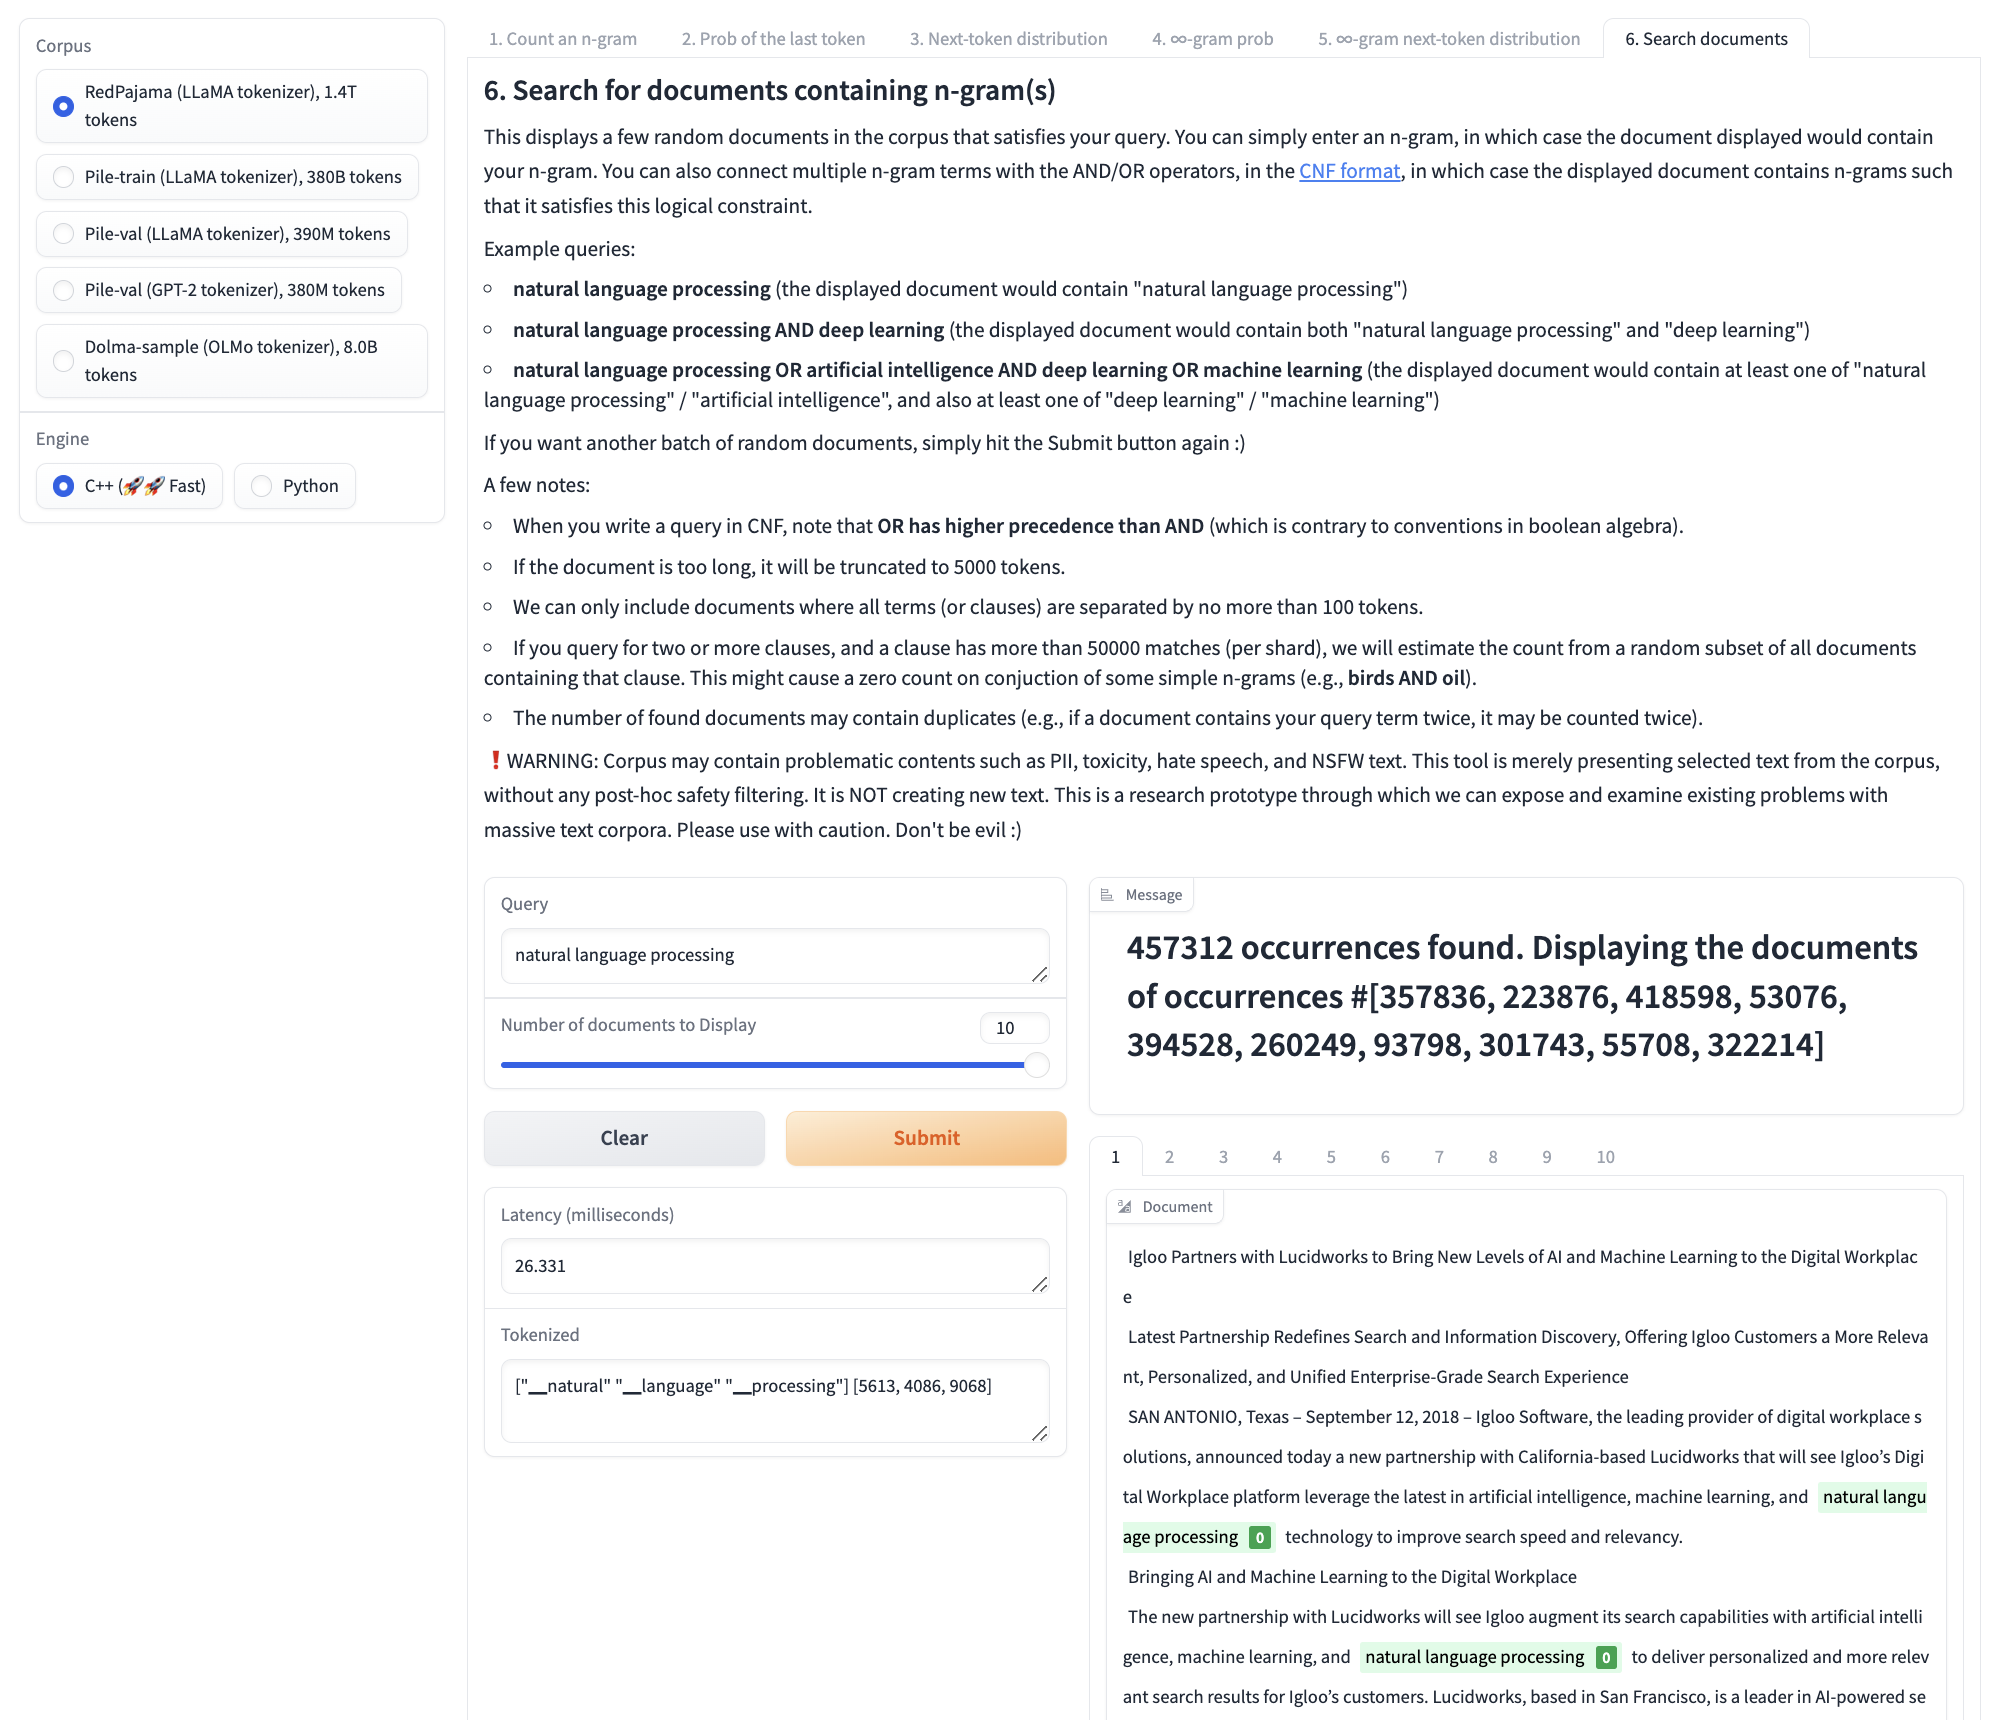 Corpus
RedPajama (LLaMA tokenizer), 1.4T
tokens
Pile-train (LLaMA tokenizer), 380B tokens
Pile-val (LLaMA tokenizer), 390M tokens
Pile-val (GPT-2 tokenizer), 380M tokens
Dolma-sample (OLMo tokenizer), 8.0B
tokens
Engine
C++ (🚀🚀 Fast)
Python
1. Count an n-gram
2. Prob of the last token
3. Next-token distribution
4. ∞-gram prob
5. ∞-gram next-token distribution
6. Search documents
6. Search for documents containing n-gram(s)
This displays a few random documents in the corpus that satisfies your query. You can simply enter an n-gram, in which case the document displayed would contain
your n-gram. You can also connect multiple n-gram terms with the AND/OR operators, in the CNF format, in which case the displayed document contains n-grams such
that it satisfies this logical constraint.
Example queries:
natural language processing (the displayed document would contain "natural language processing")
natural language processing AND deep learning (the displayed document would contain both "natural language processing" and "deep learning")
natural language processing OR artificial intelligence AND deep learning OR machine learning (the displayed document would contain at least one of "natural
language processing" / "artificial intelligence", and also at least one of "deep learning" / "machine learning")
If you want another batch of random documents, simply hit the Submit button again :)
A few notes:
When you write a query in CNF, note that OR has higher precedence than AND (which is contrary to conventions in boolean algebra).
If the document is too long, it will be truncated to 5000 tokens.
We can only include documents where all terms (or clauses) are separated by no more than 100 tokens.
If you query for two or more clauses, and a clause has more than 50000 matches (per shard), we will estimate the count from a random subset of all documents
containing that clause. This might cause a zero count on conjuction of some simple n-grams (e.g., birds AND oil).
The number of found documents may contain duplicates (e.g., if a document contains your query term twice, it may be counted twice).
❗WARNING: Corpus may contain problematic contents such as PII, toxicity, hate speech, and NSFW text. This tool is merely presenting selected text from the corpus,
without any post-hoc safety filtering. It is NOT creating new text. This is a research prototype through which we can expose and examine existing problems with
massive text corpora. Please use with caution. Don't be evil :)
Query
natural language processing
Number of documents to Display
10
Clear
Submit
Latency (milliseconds)
26.331
Tokenized
["▁natural" "▁language" "▁processing"] [5613, 4086, 9068]
Message
457312 occurrences found. Displaying the documents
of occurrences #[357836, 223876, 418598, 53076,
394528, 260249, 93798, 301743, 55708, 322214]
1 2 3 4 5 6 7 8 9 10
Document
Igloo Partners with Lucidworks to Bring New Levels of AI and Machine Learning to the Digital Workplac
e
Latest Partnership Redefines Search and Information Discovery, Offering Igloo Customers a More Releva
nt, Personalized, and Unified Enterprise-Grade Search Experience
SAN ANTONIO, Texas – September 12, 2018 – Igloo Software, the leading provider of digital workplace s
olutions, announced today a new partnership with California-based Lucidworks that will see Igloo’s Digi
tal Workplace platform leverage the latest in artificial intelligence, machine learning, and natural langu
age processing 0 technology to improve search speed and relevancy.
Bringing AI and Machine Learning to the Digital Workplace
The new partnership with Lucidworks will see Igloo augment its search capabilities with artificial intelli
gence, machine learning, and natural language processing 0 to deliver personalized and more relev
ant search results for Igloo’s customers. Lucidworks, based in San Francisco, is a leader in AI-powered se